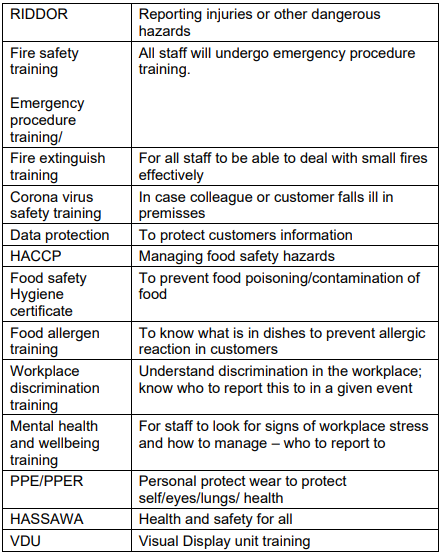 RIDDOR
Reporting injuries or other dangerous
hazards
Fire safety
training
Emergency
procedure
training/
All staff will undergo emergency procedure
training.
Fire extinguish
training
For all staff to be able to deal with small fires
effectively
Corona virus
safety training
In case colleague or customer falls ill in
premisses
Data protection
To protect customers information
HACCP
Managing food safety hazards
Food safety
Hygiene
certificate
To prevent food poisoning/contamination of
food
Food allergen
training
To know what is in dishes to prevent allergic
reaction in customers
Workplace
discrimination
training
Understand discrimination in the workplace;
know who to report this to in a given event
Mental health
and wellbeing
training
For staff to look for signs of workplace stress
and how to manage – who to report to
PPE/PPER
Personal protect wear to protect
self/eyes/lungs/ health
HASSAWA
Health and safety for all
VDU
Visual Display unit training